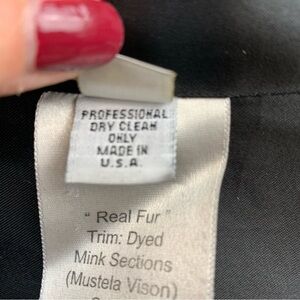 PROFESSIONAL
DRY CLEAN
ONLY
MADE IN
U.S.A.
" Real Fur "
Trim: Dyed
Mink Sections
(Mustela Vison)